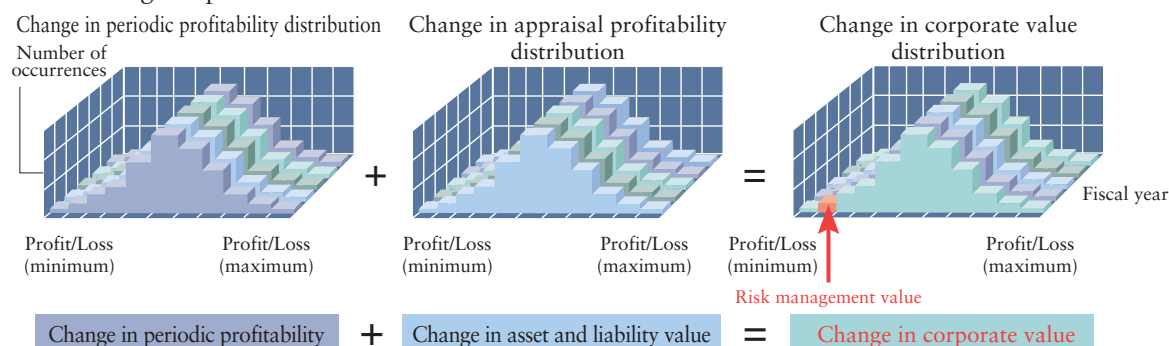 Change in periodic profitability distribution
Number of
occurrences
Change in appraisal profitability
distribution
Change in corporate value
distribution
+
=
Fiscal year
Profit/Loss
(minimum)
Profit/Loss
(maximum)
Profit/Loss
(minimum)
Profit/Loss
(maximum)
Profit/Loss
(minimum)
Profit/Loss
(maximum)
Risk management value
Change in periodic profitability + Change in asset and liability value = Change in corporate value